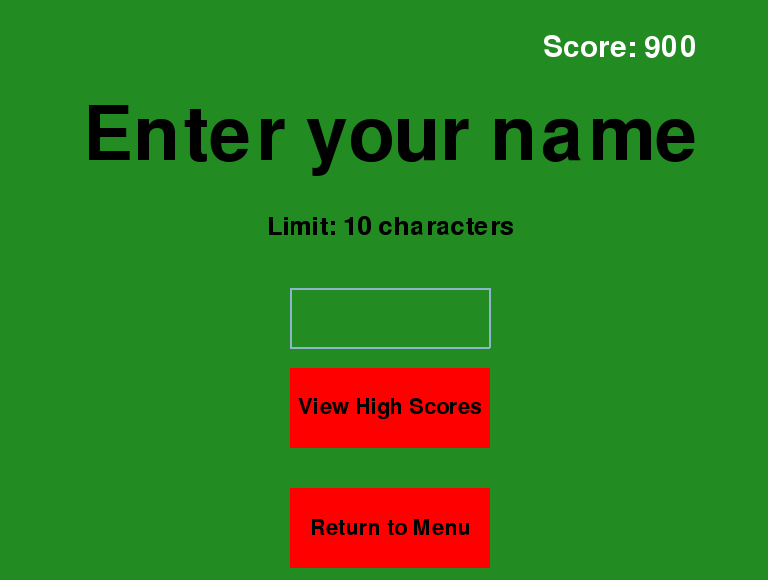 Score: 900
Enter your name
Limit: 10 characters
View High Scores
Return to Menu